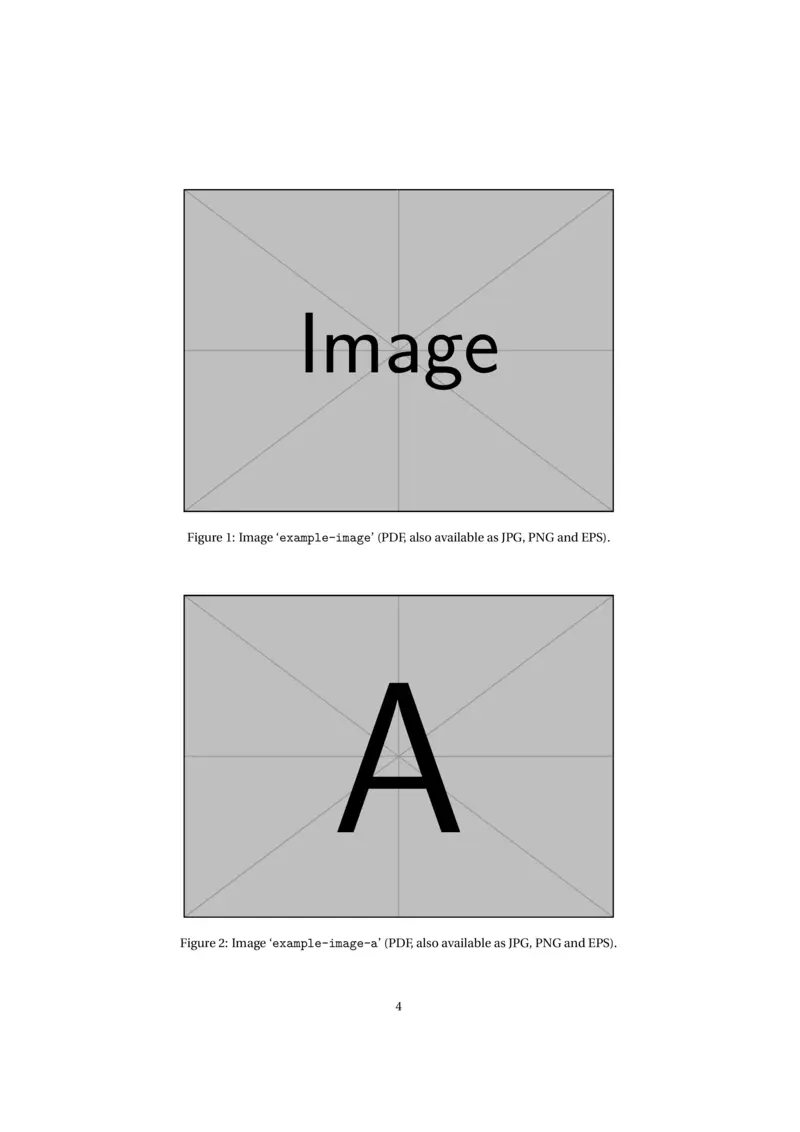 Image
Figure 1: Image ‘example-image’ (PDF, also available as JPG, PNG and EPS).
A
Figure 2: Image ‘example-image-a’ (PDF, also available as JPG, PNG and EPS).
4